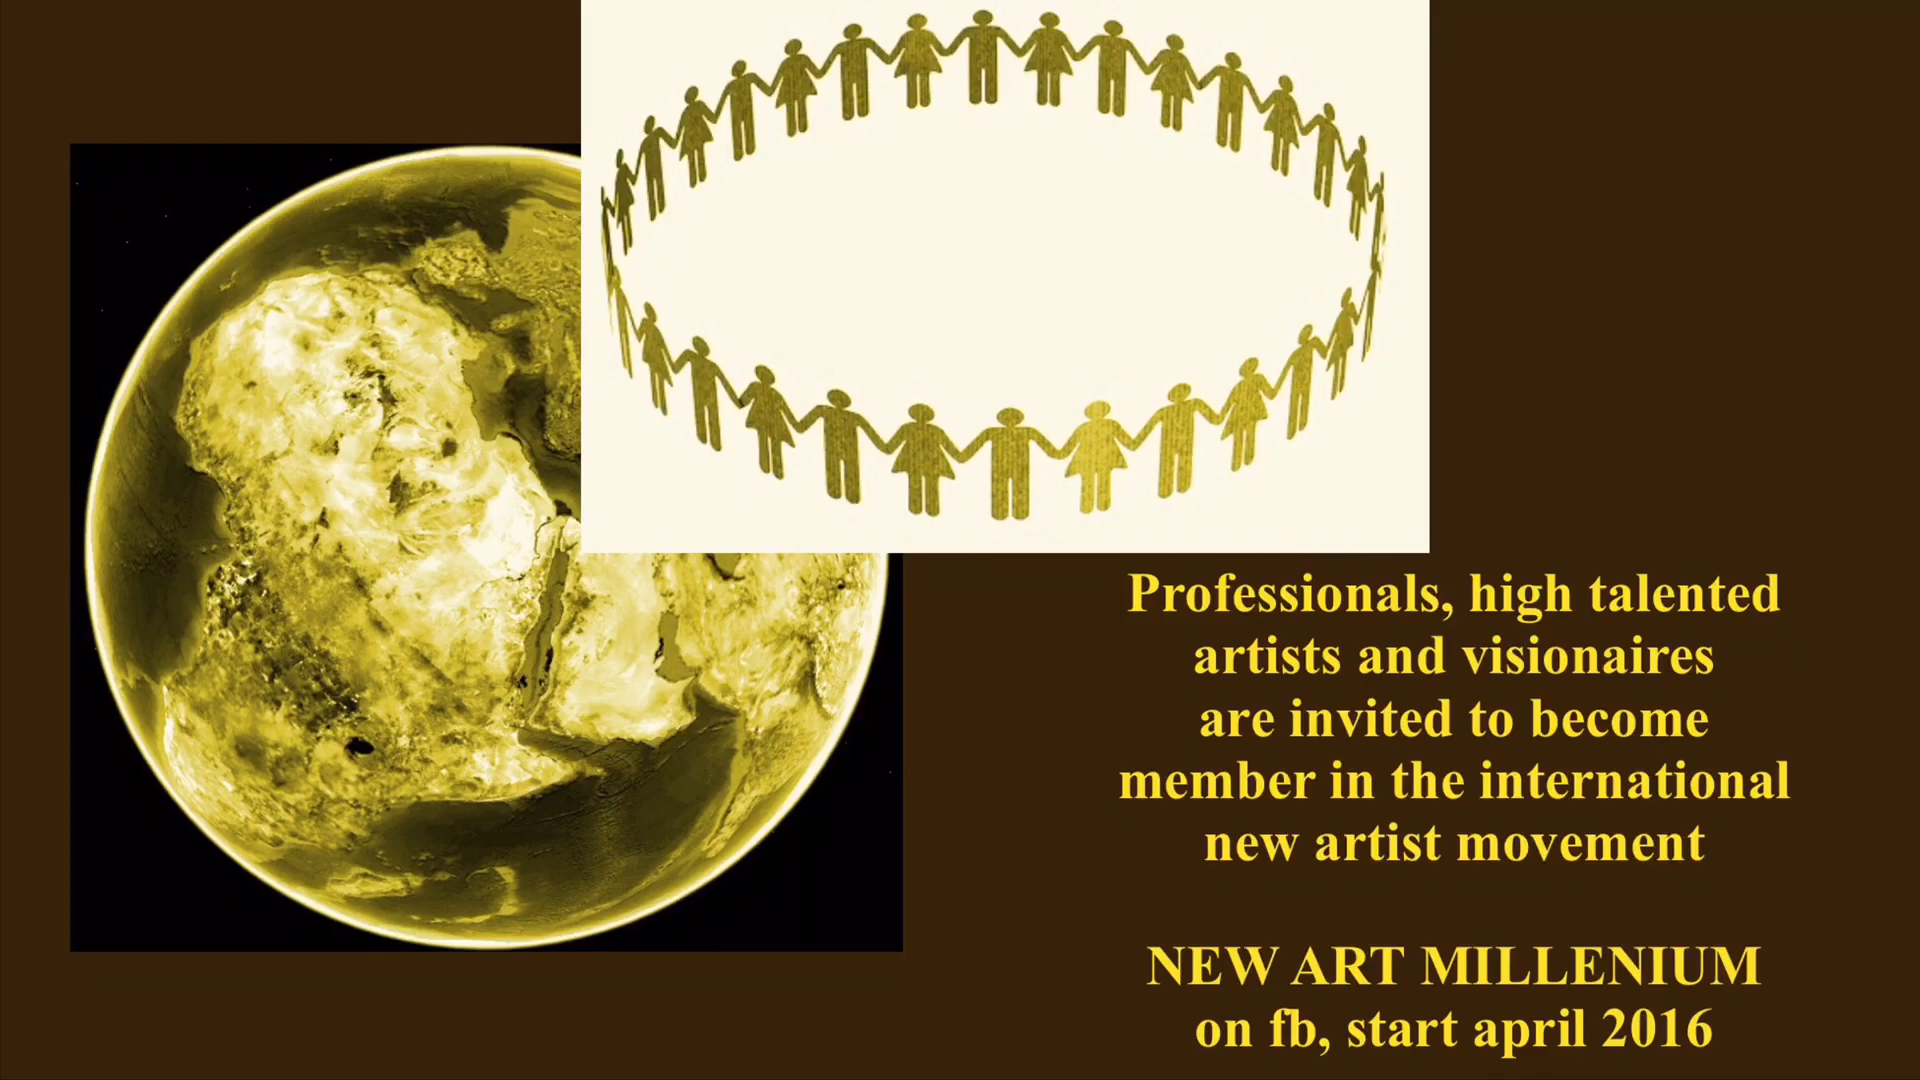 Professionals, high talented
artists and visionaires
are invited to become
member in the international
new artist movement
NEW ART MILLENIUM
on fb, start april 2016